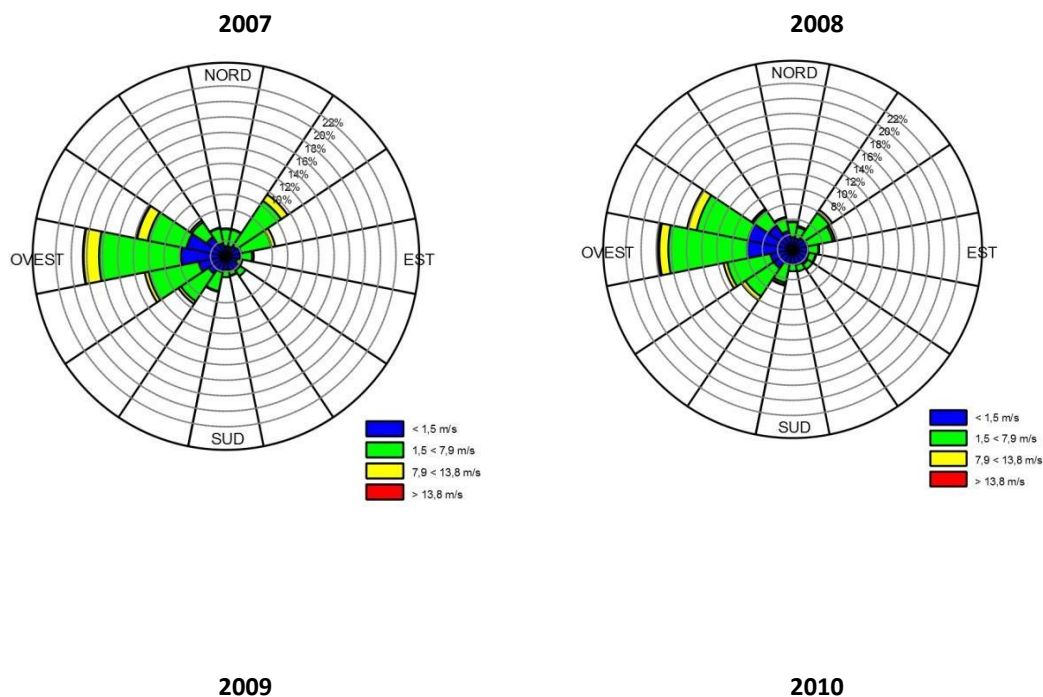 2007
2008
NORD
22%
20%
18%
16%
14%
12%
10%
OVEST
EST
SUD
< 1,5 m/s
1,5 < 7,9 m/s
7,9 < 13,8 m/s
> 13,8 m/s
NORD
22%
20%
18%
16%
14%
12%
10%
8%
OVEST
EST
SUD
< 1,5 m/s
1,5 < 7,9 m/s
7,9 < 13,8 m/s
> 13,8 m/s
2009
2010